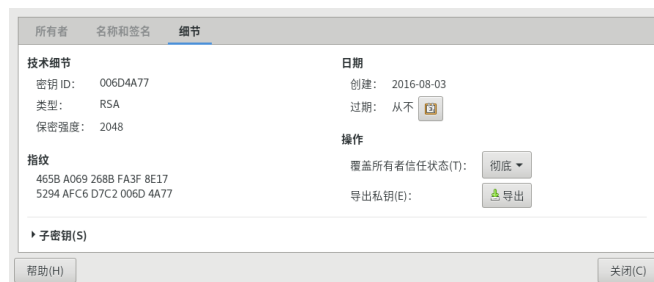 所有者 名称和签名 细节
技术细节
密钥 ID: 006D4A77
类型: RSA
保密强度: 2048
指纹
465B A069 268B FA3F 8E17
5294 AFC6 D7C2 006D 4A77
日期
创建: 2016-08-03
过期: 从不
操作
覆盖所有者信任状态(T): 彻底
导出私钥(E): 导出
子密钥(S)
帮助(H) 关闭(C)